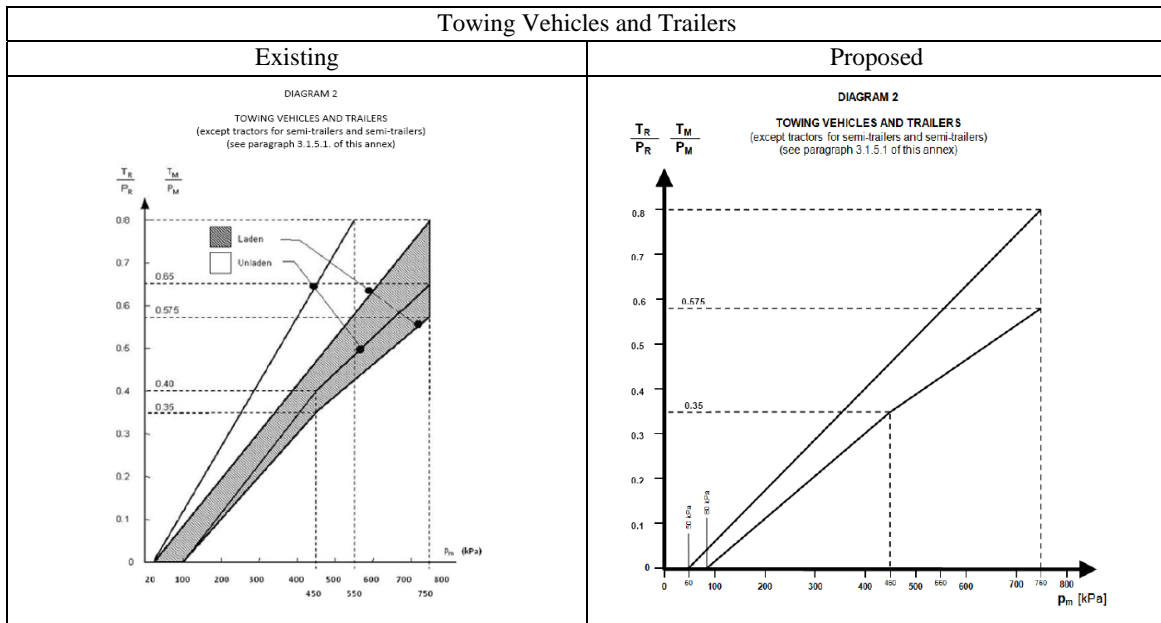 Towing Vehicles and Trailers
Existing
Proposed
DIAGRAM 2
TOWING VEHICLES AND TRAILERS
(except tractors for semi-trailers and semi-trailers)
(see paragraph 3.1.5.1. of this annex)
T_R T_M
P_R P_M
0.8
0.7
0.65
0.6
0.575
0.5
0.40
0.4
0.35
0.3
0.2
0.1
0
Laden
Unladen
p_m (kPa)
20 100 200 300 400 500 600 700 800
450 550 750
DIAGRAM 2
TOWING VEHICLES AND TRAILERS
(except tractors for semi-trailers and semi-trailers)
(see paragraph 3.1.5.1 of this annex)
T_R T_M
P_R P_M
0.8
0.7
0.6
0.575
0.5
0.4
0.35
0.3
0.2
0.1
0
kPa
kPa
0 100 200 300 400 450 500 600 700 800
p_m [kPa]